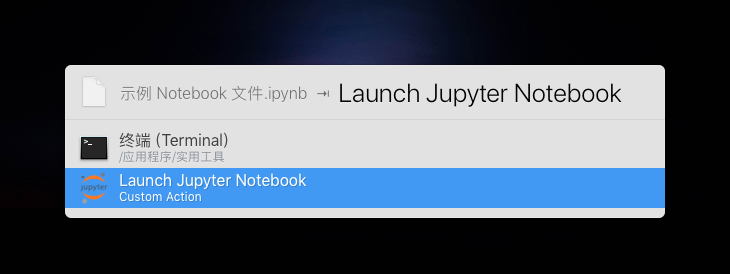 示例 Notebook 文件.ipynb ⇥ Launch Jupyter Notebook
终端 (Terminal)
/应用程序/实用工具
jupyter
Launch Jupyter Notebook
Custom Action